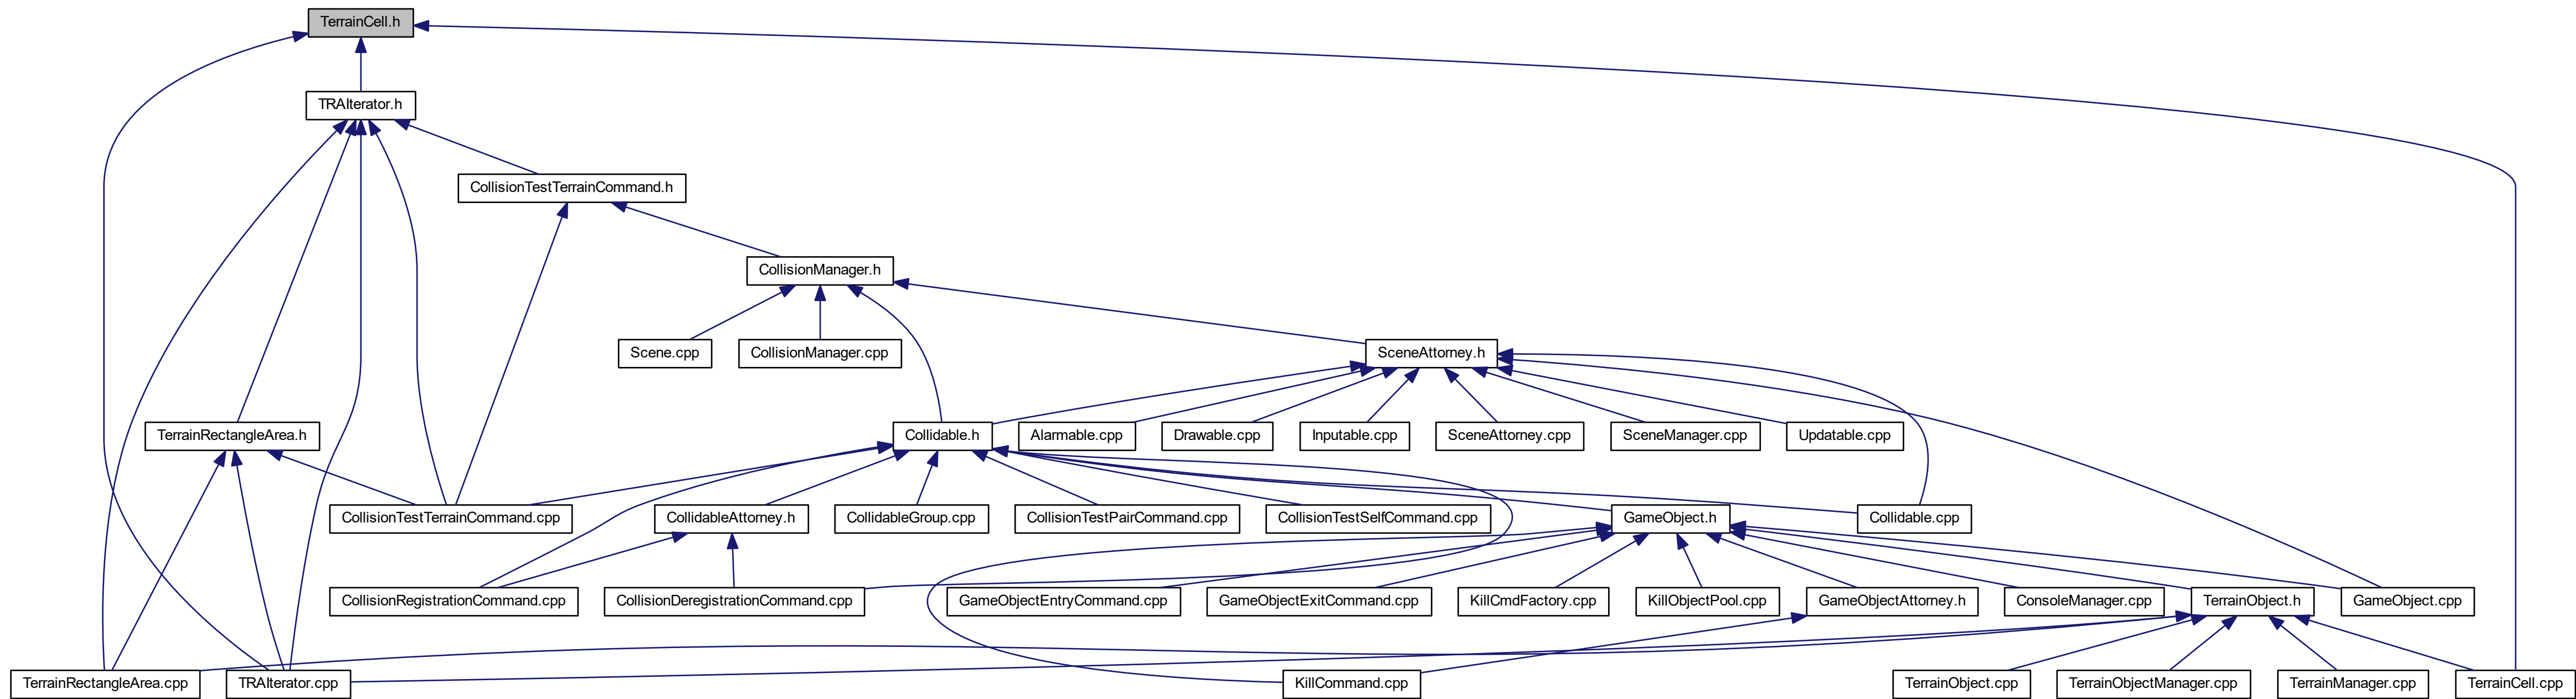 TerrainCell.h
TRAIterator.h
CollisionTestTerrainCommand.h
CollisionManager.h
Scene.cpp
CollisionManager.cpp
SceneAttorney.h
TerrainRectangleArea.h
Collidable.h
Alarmable.cpp
Drawable.cpp
Inputable.cpp
SceneAttorney.cpp
SceneManager.cpp
Updatable.cpp
CollisionTestTerrainCommand.cpp
CollidableAttorney.h
CollidableGroup.cpp
CollisionTestPairCommand.cpp
CollisionTestSelfCommand.cpp
GameObject.h
Collidable.cpp
CollisionRegistrationCommand.cpp
CollisionDeregistrationCommand.cpp
GameObjectEntryCommand.cpp
GameObjectExitCommand.cpp
KillCmdFactory.cpp
KillObjectPool.cpp
GameObjectAttorney.h
ConsoleManager.cpp
TerrainObject.h
GameObject.cpp
TerrainRectangleArea.cpp
TRAIterator.cpp
KillCommand.cpp
TerrainObject.cpp
TerrainObjectManager.cpp
TerrainManager.cpp
TerrainCell.cpp